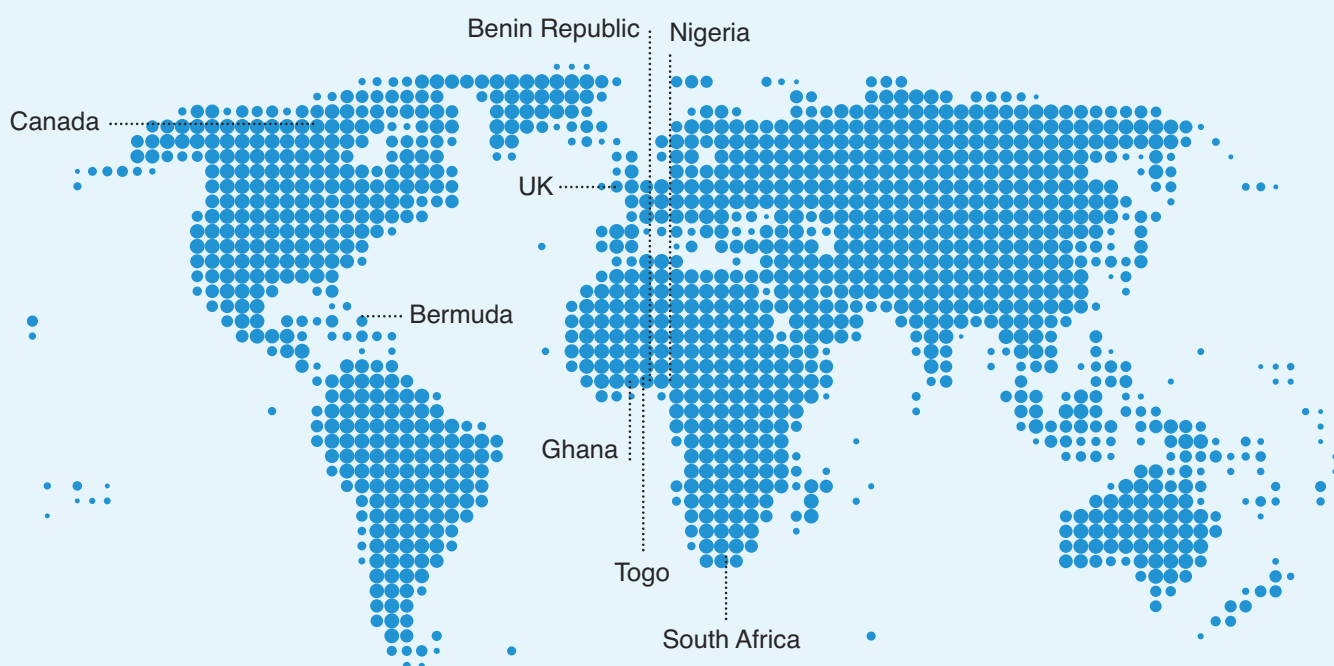 Benin Republic
Nigeria
Canada
UK
Bermuda
Ghana
Togo
South Africa